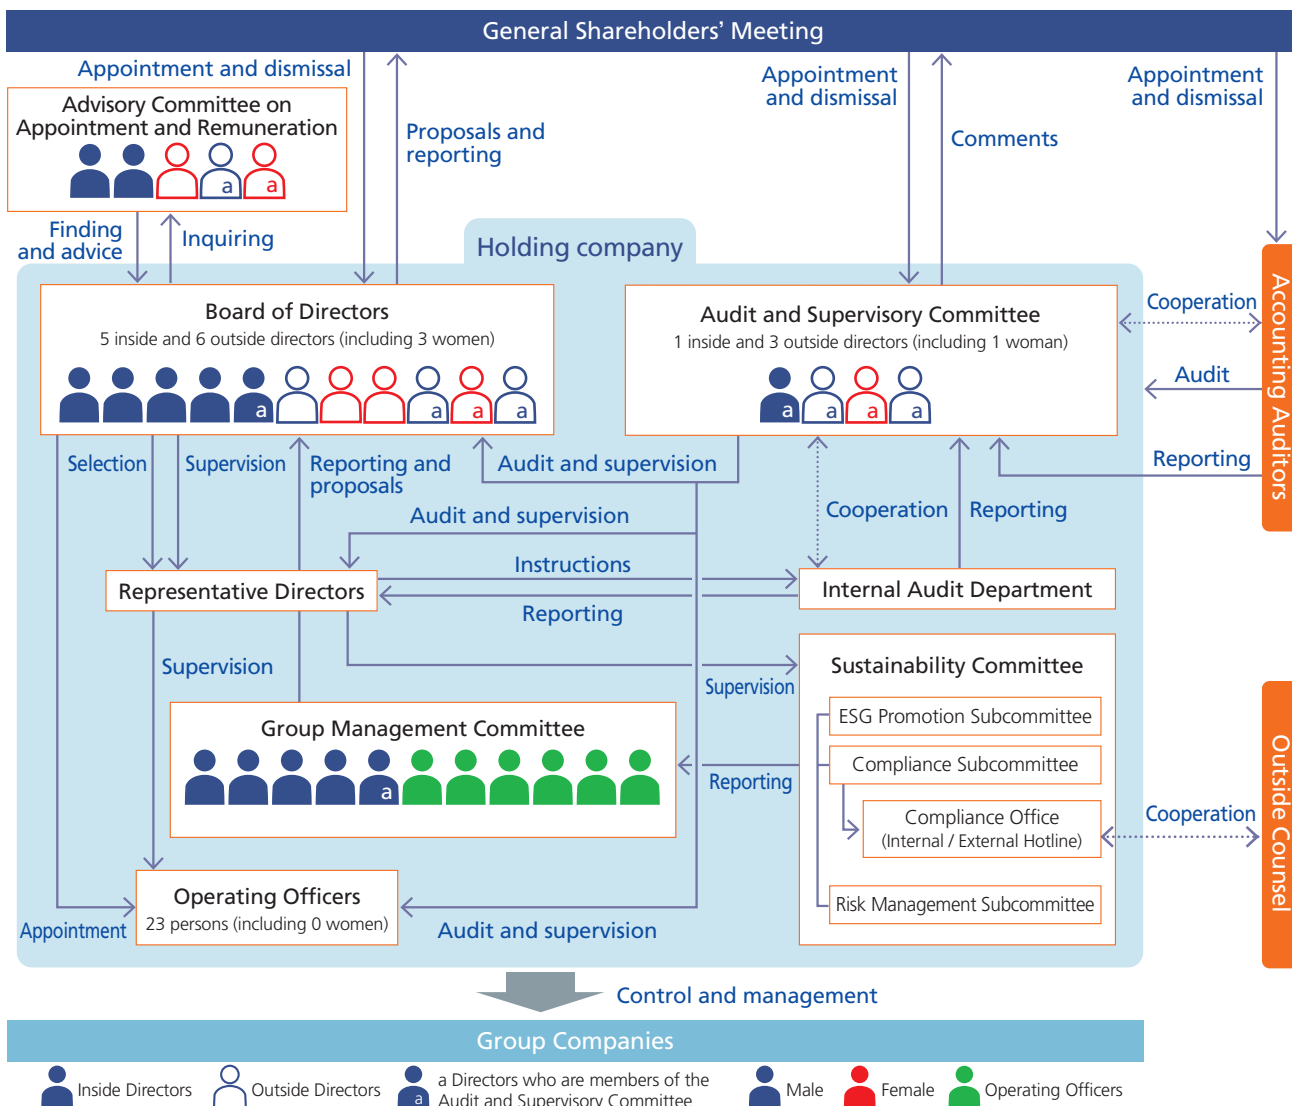 General Shareholders’ Meeting
Appointment and dismissal
Appointment
and dismissal
Appointment
and dismissal
Advisory Committee on
Appointment and Remuneration
a
a
Proposals and
reporting
Comments
Finding
and advice
Inquiring
Holding company
Board of Directors
5 inside and 6 outside directors (including 3 women)
a
a
a
a
Audit and Supervisory Committee
1 inside and 3 outside directors (including 1 woman)
a
a
a
a
Cooperation
Audit
Reporting
Accounting Auditors
Selection
Supervision
Reporting and
proposals
Audit and supervision
Audit and supervision
Cooperation
Reporting
Instructions
Representative Directors
Internal Audit Department
Reporting
Supervision
Supervision
Sustainability Committee
ESG Promotion Subcommittee
Compliance Subcommittee
Compliance Office
(Internal / External Hotline)
Risk Management Subcommittee
Group Management Committee
a
Reporting
Cooperation
Outside Counsel
Operating Officers
23 persons (including 0 women)
Appointment
Audit and supervision
Control and management
Group Companies
Inside Directors
Outside Directors
a
a Directors who are members of the
Audit and Supervisory Committee
Male
Female
Operating Officers